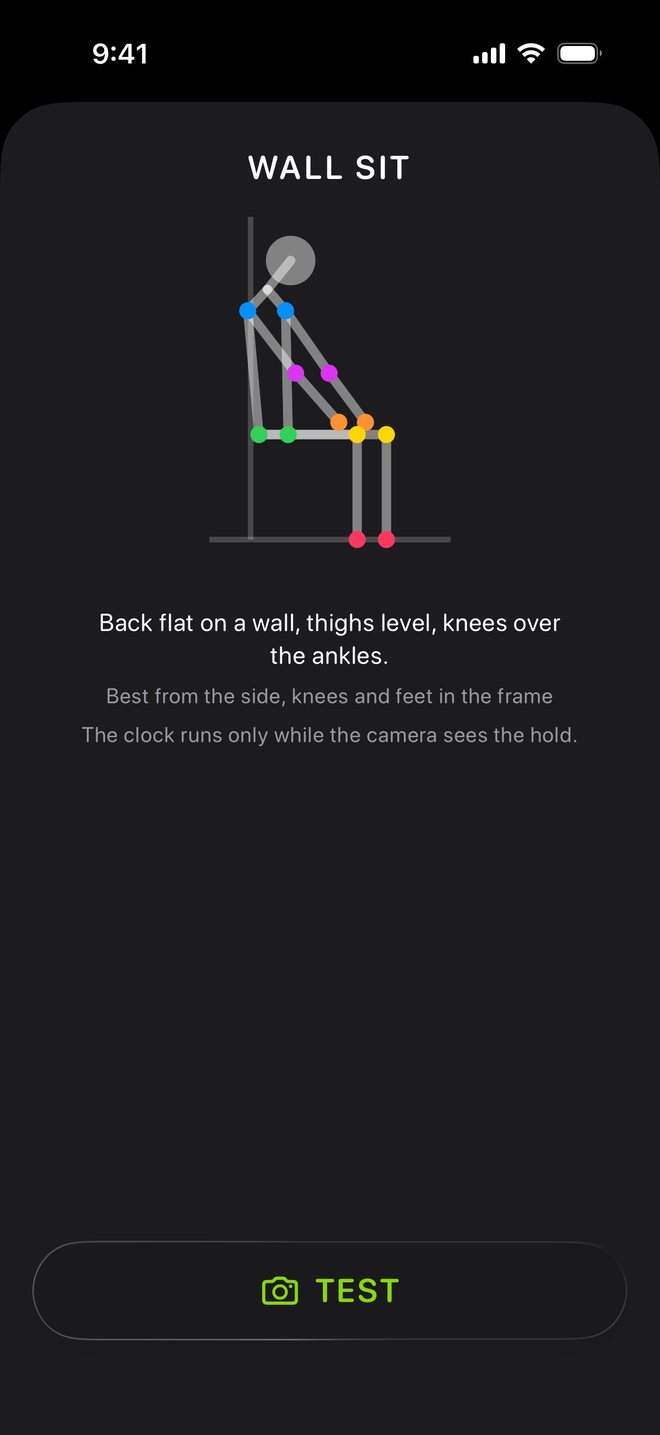 9:41
WALL SIT
Back flat on a wall, thighs level, knees over
the ankles.
Best from the side, knees and feet in the frame
The clock runs only while the camera sees the hold.
TEST